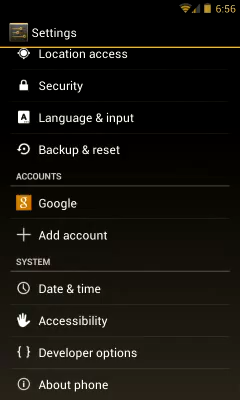 6:56
Settings
Location access
Security
Language & input
Backup & reset
ACCOUNTS
Google
Add account
SYSTEM
Date & time
Accessibility
Developer options
About phone